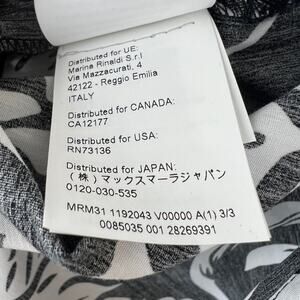 Distributed for UE:
Marina Rinaldi S.r.l
Via Mazzacurati, 4
42122 - Reggio Emilia
ITALY
Distributed for CANADA:
CA12177
Distributed for USA:
RN73136
Distributed for JAPAN:
(株)マックスマーラジャパン
0120-030-535
MRM31 1192043 V00000 A(1) 3/3
0085035 001 28269391